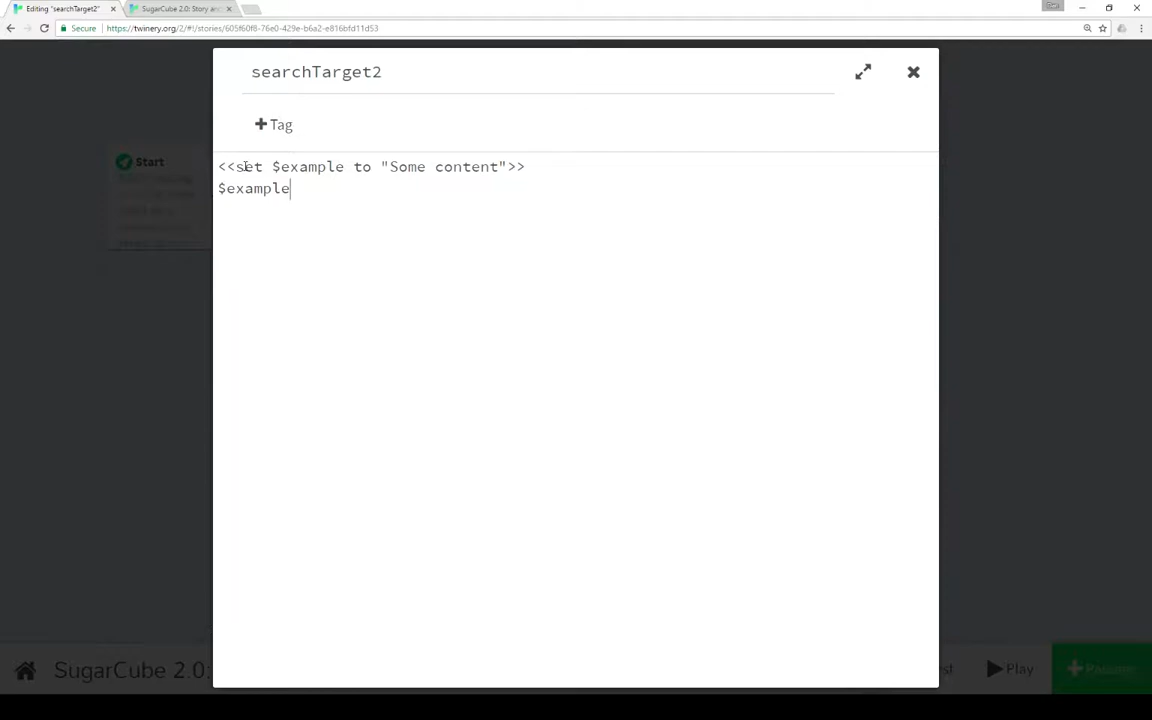 Editing "searchTarget2"
SugarCube 2.0: Story an
Secure
https://twinery.org/2/#!/stories/605f60f8-76e0-429e-b6a2-e816bfd11d53
searchTarget2
Tag
<<set $example to "Some content">>
$example
Start
SugarCube 2.0:
Play